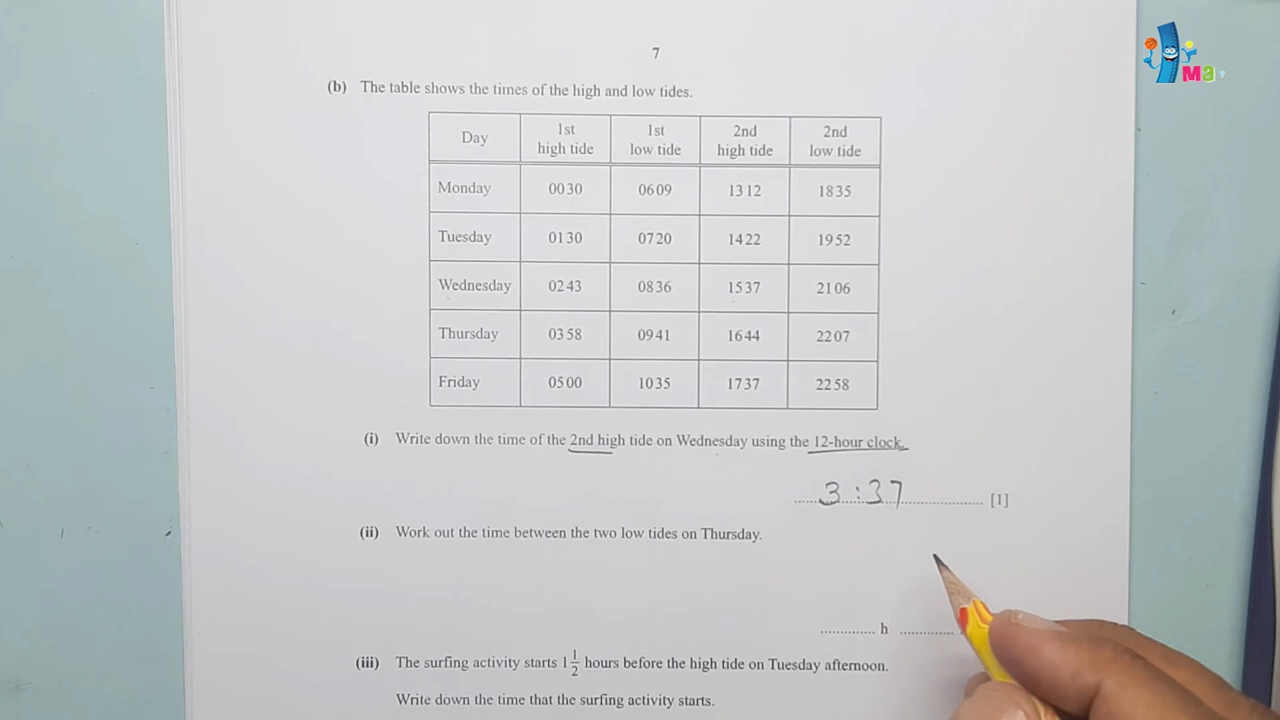 Ma
7
(b) The table shows the times of the high and low tides.
Day 1st high tide 1st low tide 2nd high tide 2nd low tide
Monday 0030 0609 1312 1835
Tuesday 0130 0720 1422 1952
Wednesday 0243 0836 1537 2106
Thursday 0358 0941 1644 2207
Friday 0500 1035 1737 2258
(i) Write down the time of the 2nd high tide on Wednesday using the 12-hour clock.
3:37 [1]
(ii) Work out the time between the two low tides on Thursday.
............. h .............
(iii) The surfing activity starts 1 1/2 hours before the high tide on Tuesday afternoon.
Write down the time that the surfing activity starts.